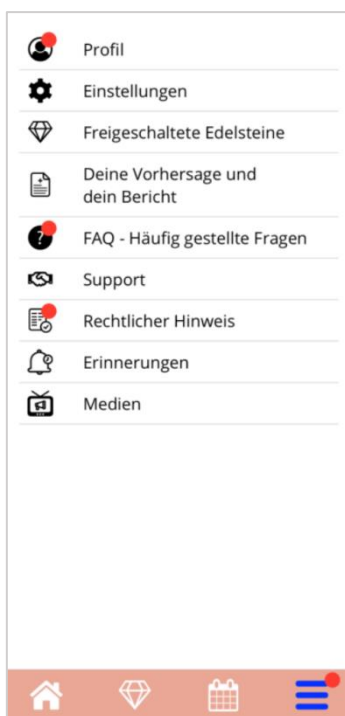 Profil
Einstellungen
Freigeschaltete Edelsteine
Deine Vorhersage und
dein Bericht
FAQ - Häufig gestellte Fragen
Support
Rechtlicher Hinweis
Erinnerungen
Medien